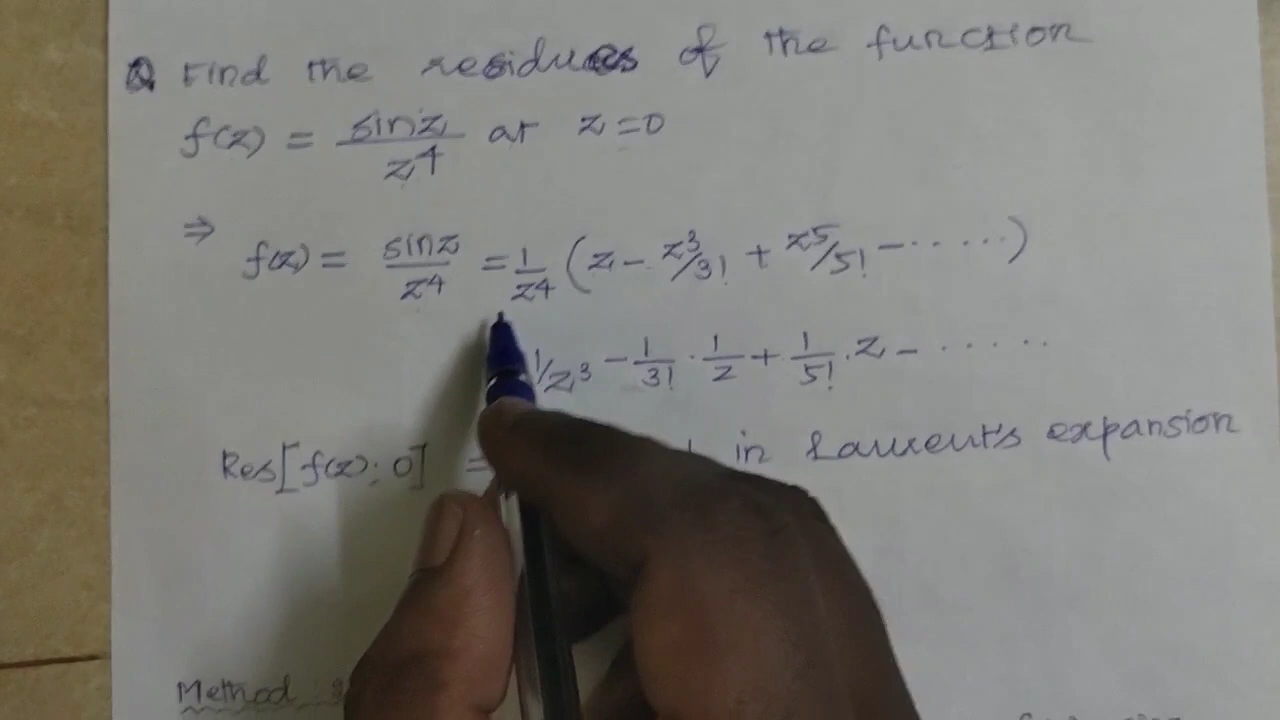 Q Find the residues of the function
f(z) = sinz/z4 at z=0
⇒ f(z) = sinz/z4 = 1/z4 (z - z3/3! + z5/5! - ......)
1/z3 - 1/3! . 1/z + 1/5! . z - ......
Res[f(z); 0] = in Laurent's expansion
Method